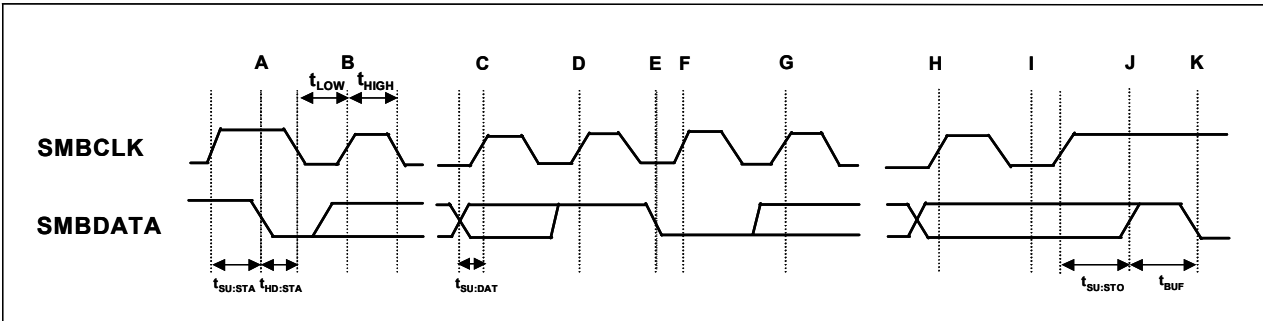 A B C D E F G H I J K
tLOW tHIGH
SMBCLK
SMBDATA
tSU:STA tHD:STA tSU:DAT tSU:STO tBUF